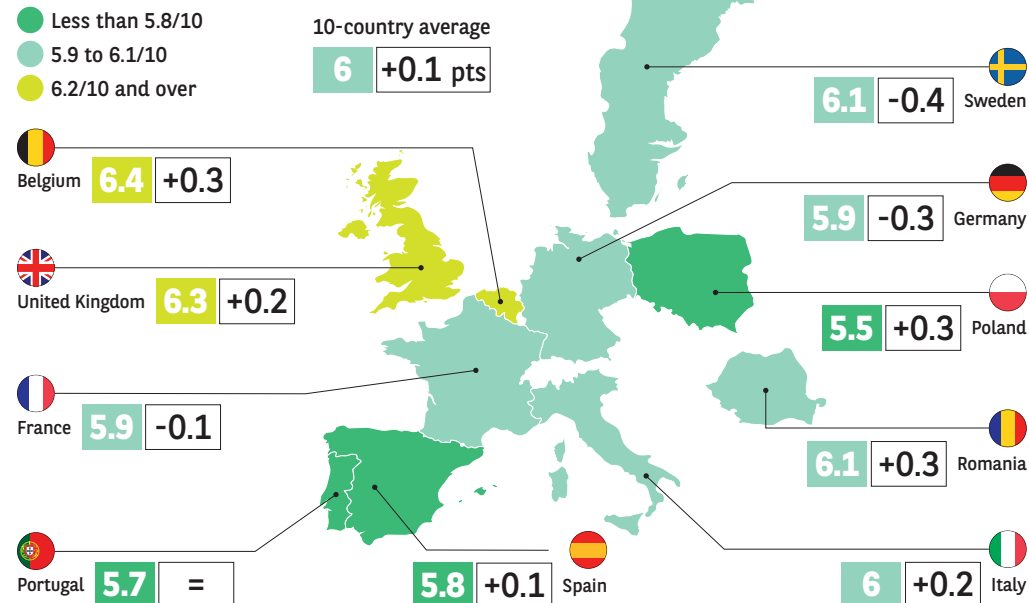 Less than 5.8/10
5.9 to 6.1/10
6.2/10 and over
10-country average
6 +0.1 pts
6.1 -0.4 Sweden
Belgium 6.4 +0.3
5.9 -0.3 Germany
United Kingdom 6.3 +0.2
5.5 +0.3 Poland
France 5.9 -0.1
6.1 +0.3 Romania
Portugal 5.7 =
5.8 +0.1 Spain
6 +0.2 Italy